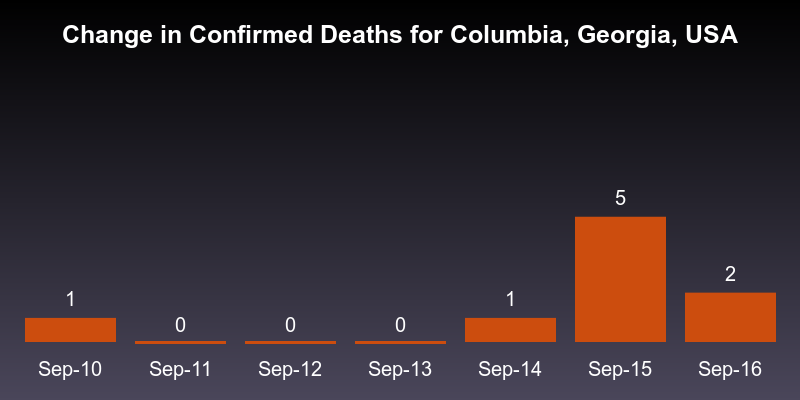 Change in Confirmed Deaths for Columbia, Georgia, USA
1 0 0 0 1 5 2
Sep-10 Sep-11 Sep-12 Sep-13 Sep-14 Sep-15 Sep-16